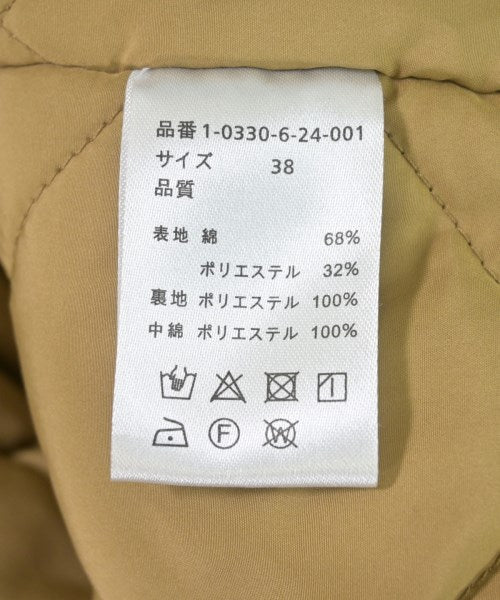 品番 1-0330-6-24-001
サイズ 38
品質
表地 綿 68%
ポリエステル 32%
裏地 ポリエステル 100%
中綿 ポリエステル 100%
F W